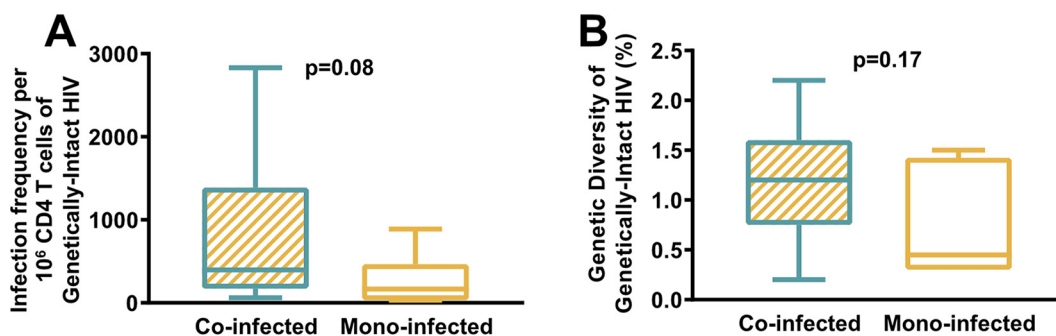 A
Infection frequency per
10⁶ CD4 T cells of
Genetically-Intact HIV
3000
2000
1000
0
p=0.08
Co-infected Mono-infected
B
Genetic Diversity of
Genetically-Intact HIV (%)
2.5
2.0
1.5
1.0
0.5
0.0
p=0.17
Co-infected Mono-infected